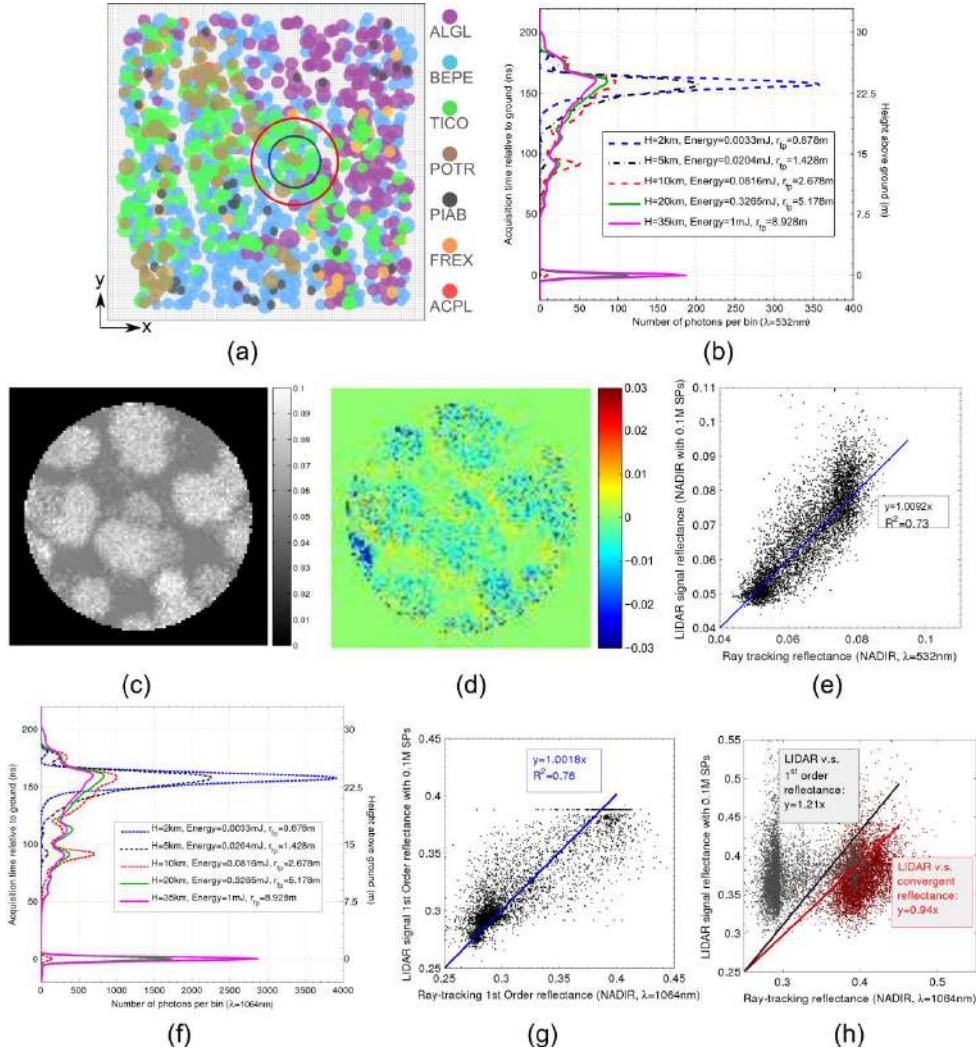 ALGL
BEPE
TICO
POTR
PIAB
FREX
ACPL
y
x
(a)
Acquisition time relative to ground (ns)
200
150
100
50
0
30
22.5
15
7.5
0
Height above ground (m)
H=2km, Energy=0.0033mJ, rfp=0.678m
H=5km, Energy=0.0204mJ, rfp=1.428m
H=10km, Energy=0.0816mJ, rfp=2.678m
H=20km, Energy=0.3265mJ, rfp=5.178m
H=35km, Energy=1mJ, rfp=8.928m
0 50 100 150 200 250 300 350 400
Number of photons per bin (λ=532nm)
(b)
0.1
0.09
0.08
0.07
0.06
0.05
0.04
0.03
0.02
0.01
0
(c)
0.03
0.02
0.01
0
−0.01
−0.02
−0.03
(d)
LIDAR signal reflectance (NADIR with 0.1M SPs)
0.11
0.1
0.09
0.08
0.07
0.06
0.05
0.04
y=1.0092x
R²=0.73
0.04 0.06 0.08 0.1
Ray tracking reflectance (NADIR, λ=532nm)
(e)
Acquisition time relative to ground (ns)
200
150
100
50
0
30
22.5
15
7.5
0
Height above ground (m)
H=2km, Energy=0.0033mJ, rfp=0.678m
H=5km, Energy=0.0204mJ, rfp=1.428m
H=10km, Energy=0.0816mJ, rfp=2.678m
H=20km, Energy=0.3265mJ, rfp=5.178m
H=35km, Energy=1mJ, rfp=8.928m
0 500 1000 1500 2000 2500 3000 3500 4000
Number of photons per bin (λ=1064nm)
(f)
LIDAR signal 1st Order reflectance with 0.1M SPs
0.45
0.4
0.35
0.3
0.25
y=1.0018x
R²=0.78
0.25 0.3 0.35 0.4 0.45
Ray-tracking 1st Order reflectance (NADIR, λ=1064nm)
(g)
LIDAR signal reflectance with 0.1M SPs
0.55
0.5
0.45
0.4
0.35
0.3
0.25
LIDAR v.s.
1st order
reflectance:
y=1.21x
LIDAR v.s.
convergent
reflectance:
y=0.94x
0.3 0.4 0.5
Ray-tracking reflectance (NADIR, λ=1064nm)
(h)